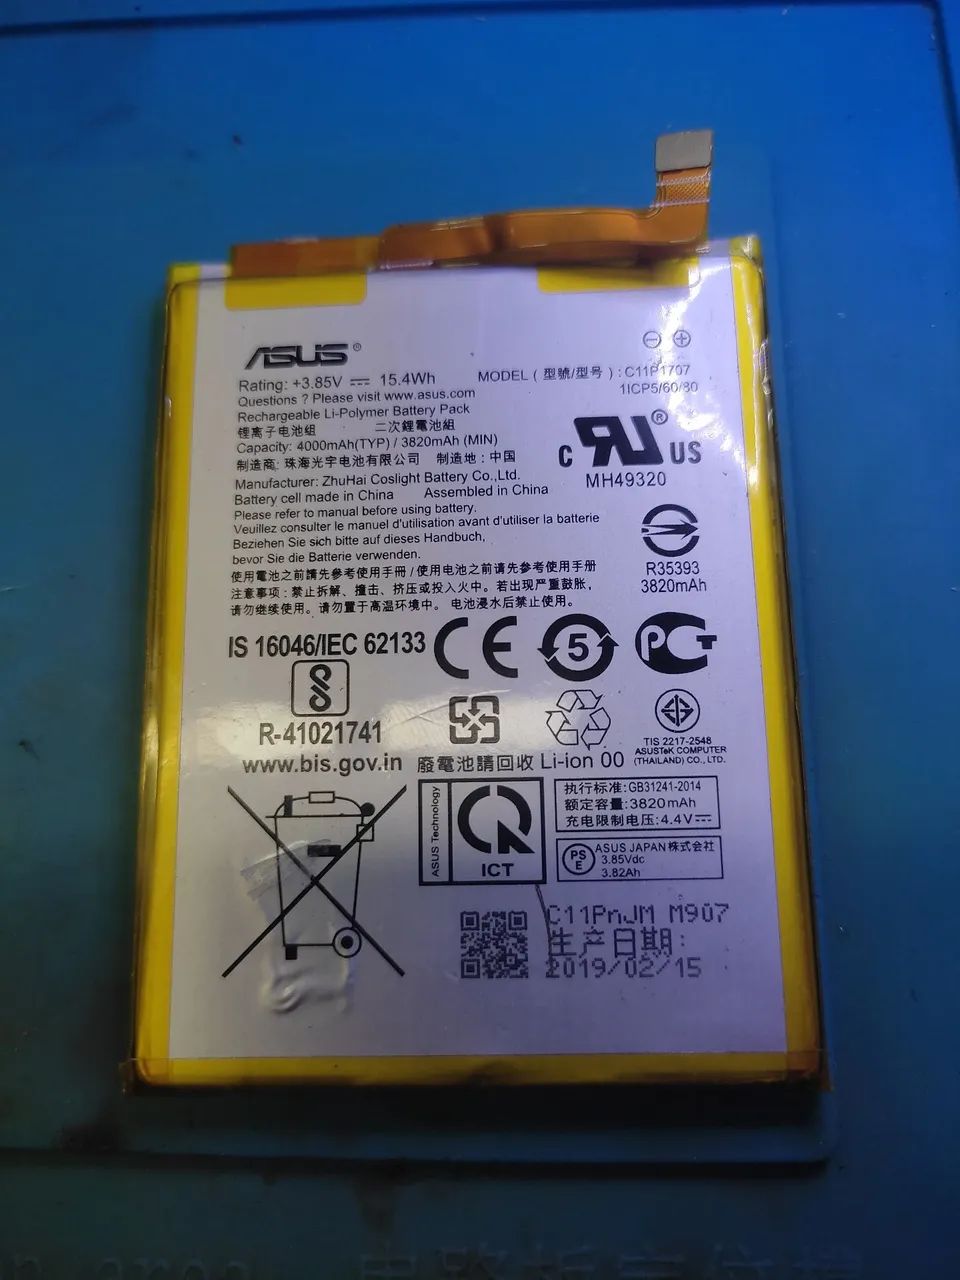 ASUS®
Rating: +3.85V 15.4Wh
MODEL (型號/型号) : C11P1707
Questions ? Please visit www.asus.com
1ICP5/60/80
Rechargeable Li-Polymer Battery Pack
锂离子电池组 二次鋰電池組
Capacity: 4000mAh(TYP) / 3820mAh (MIN)
制造商: 珠海光宇电池有限公司 制造地: 中国
Manufacturer: ZhuHai Coslight Battery Co.,Ltd.
Battery cell made in China Assembled in China
Please refer to manual before using battery.
Veuillez consulter le manuel d'utilisation avant d'utiliser la batterie
Beziehen Sie sich bitte auf dieses Handbuch,
bevor Sie die Batterie verwenden.
使用電池之前請先參考使用手冊 / 使用电池之前请先参考使用手册
注意事项: 禁止拆解、撞击、挤压或投入火中。若出现严重鼓胀,
请勿继续使用。请勿置于高温环境中。 电池浸水后禁止使用。
c RU ® US
MH49320
R35393
3820mAh
IS 16046/IEC 62133
CE
5
PCT
R-41021741
www.bis.gov.in
廢電池請回收
Li-ion 00
TIS 2217-2548
ASUSTeK COMPUTER
(THAILAND) CO., LTD.
ASUS Technology
ICT
执行标准: GB31241-2014
额定容量: 3820mAh
充电限制电压: 4.4V
PS
E
ASUS JAPAN 株式会社
3.85Vdc
3.82Ah
C11PnJM M907
生产日期:
2019/02/15